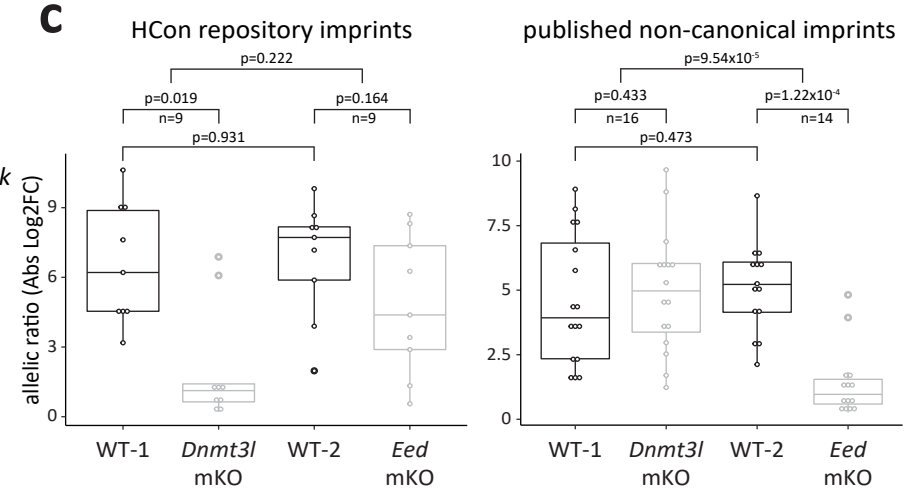 c
HCon repository imprints
p=0.222
p=0.019
p=0.164
n=9
n=9
p=0.931
k
allelic ratio (Abs Log2FC)
9
6
3
0
WT-1
Dnmt3l
mKO
WT-2
Eed
mKO
published non-canonical imprints
p=9.54x10⁻⁵
p=0.433
p=1.22x10⁻⁴
n=16
n=14
p=0.473
10
7.5
5
2.5
0
WT-1
Dnmt3l
mKO
WT-2
Eed
mKO